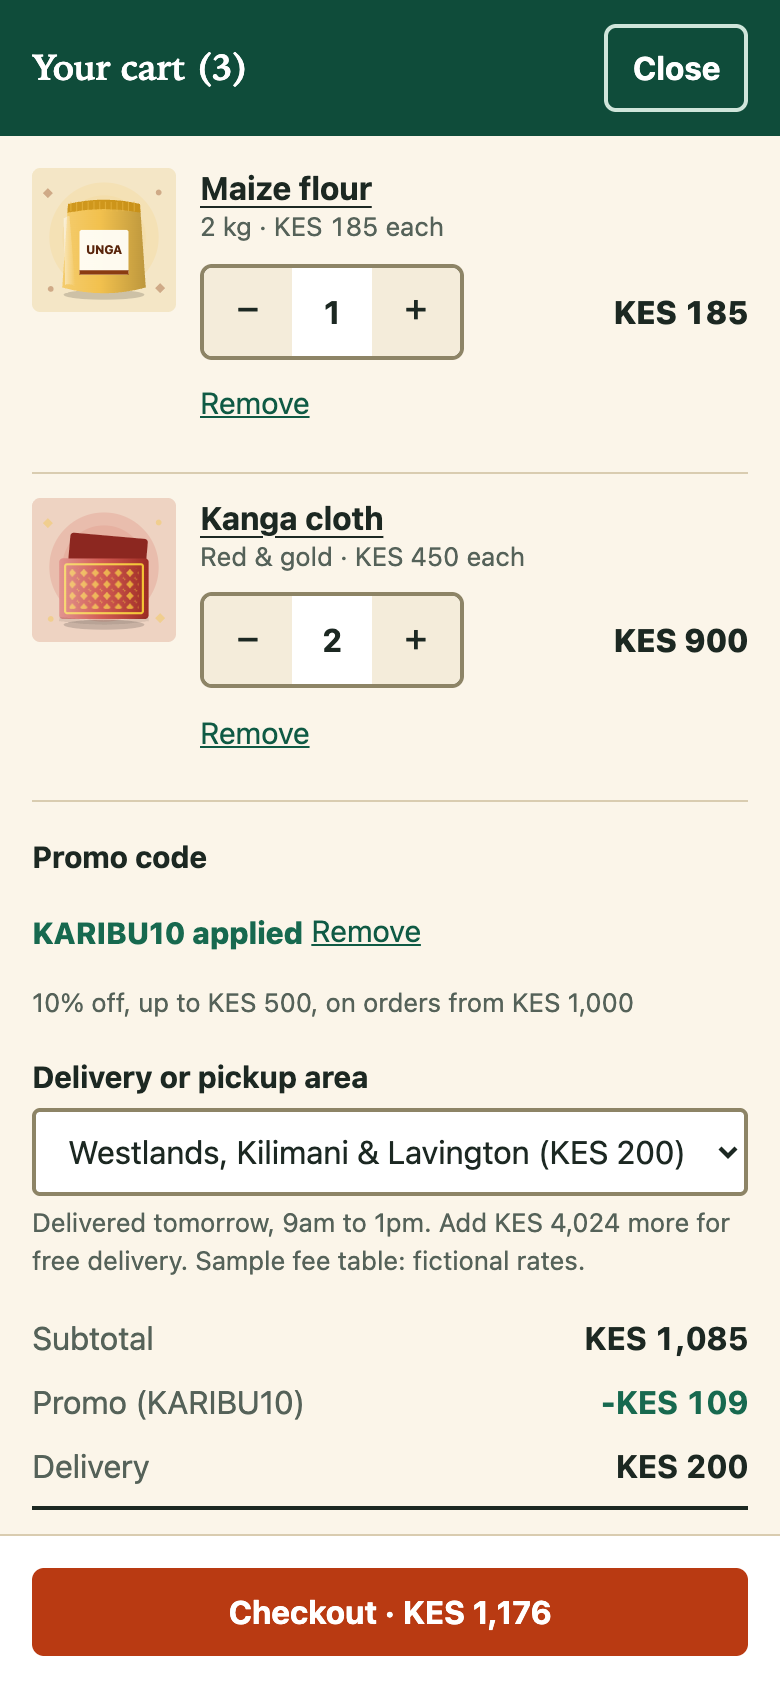 Your cart (3)
Close
UNGA
Maize flour
2 kg · KES 185 each
− 1 +
KES 185
Remove
Kanga cloth
Red & gold · KES 450 each
− 2 +
KES 900
Remove
Promo code
KARIBU10 applied Remove
10% off, up to KES 500, on orders from KES 1,000
Delivery or pickup area
Westlands, Kilimani & Lavington (KES 200)
Delivered tomorrow, 9am to 1pm. Add KES 4,024 more for
free delivery. Sample fee table: fictional rates.
Subtotal KES 1,085
Promo (KARIBU10) -KES 109
Delivery KES 200
Checkout · KES 1,176